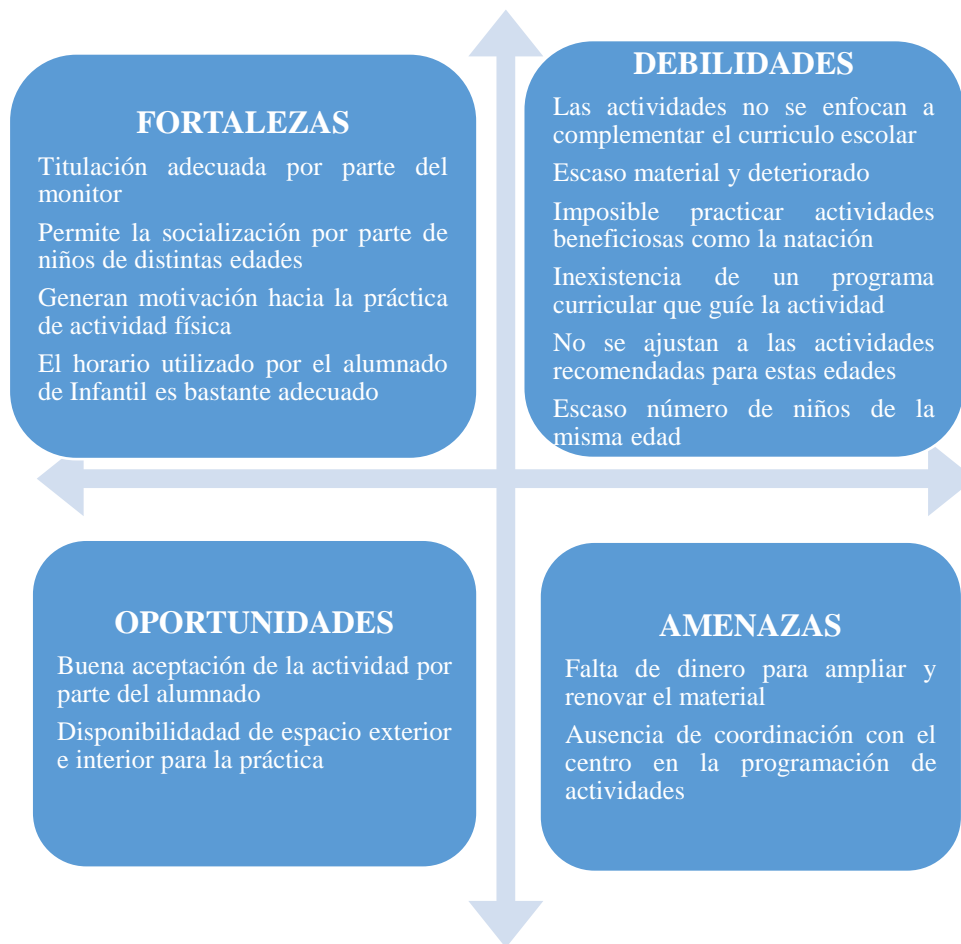 FORTALEZAS
Titulación adecuada por parte del
monitor
Permite la socialización por parte de
niños de distintas edades
Generan motivación hacia la práctica
de actividad física
El horario utilizado por el alumnado
de Infantil es bastante adecuado
DEBILIDADES
Las actividades no se enfocan a
complementar el curriculo escolar
Escaso material y deteriorado
Imposible practicar actividades
beneficiosas como la natación
Inexistencia de un programa
curricular que guíe la actividad
No se ajustan a las actividades
recomendadas para estas edades
Escaso número de niños de la
misma edad
OPORTUNIDADES
Buena aceptación de la actividad por
parte del alumnado
Disponibilidadad de espacio exterior
e interior para la práctica
AMENAZAS
Falta de dinero para ampliar y
renovar el material
Ausencia de coordinación con el
centro en la programación de
actividades